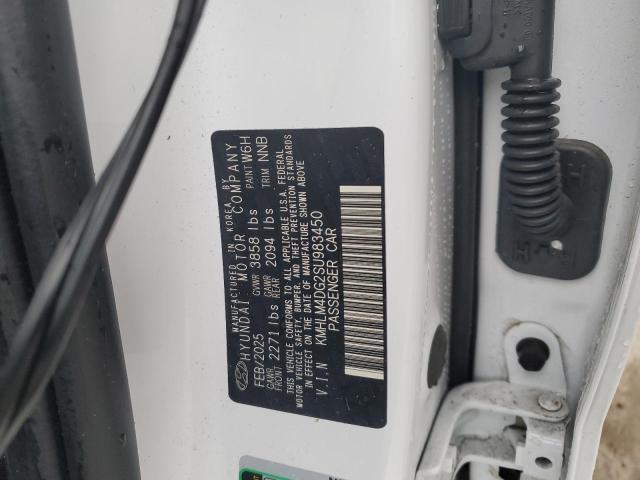 MANUFACTURED IN KOREA BY
HYUNDAI MOTOR COMPANY
FEB/2025 GVWR 3858 lbs PAINT W6H
GAWR FRONT 2271 lbs GAWR REAR 2094 lbs TRIM NNB
THIS VEHICLE CONFORMS TO ALL APPLICABLE U.S.A. FEDERAL
MOTOR VEHICLE SAFETY, BUMPER, AND THEFT PREVENTION STANDARDS
IN EFFECT ON THE DATE OF MANUFACTURE SHOWN ABOVE
V.I.N KMHLM4DG2SU983450
PASSENGER CAR